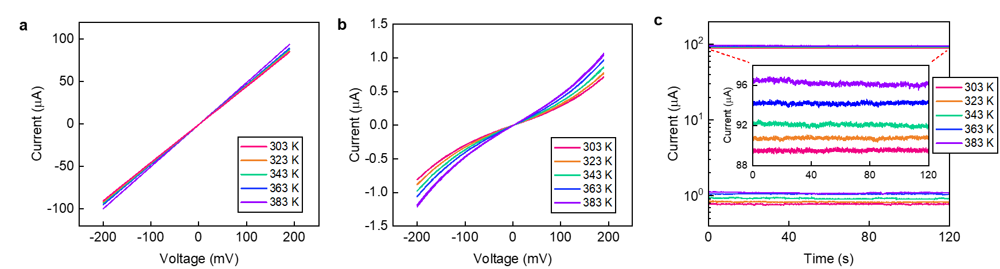 a
100
50
0
-50
-100
Current (μA)
-200
-100
0
100
200
Voltage (mV)
303 K
323 K
343 K
363 K
383 K
b
1.5
1.0
0.5
0.0
-0.5
-1.0
-1.5
Current (μA)
-200
-100
0
100
200
Voltage (mV)
303 K
323 K
343 K
363 K
383 K
c
10²
10¹
10⁰
Current (μA)
0
40
80
120
Time (s)
96
92
88
Current (μA)
0
40
80
120
303 K
323 K
343 K
363 K
383 K